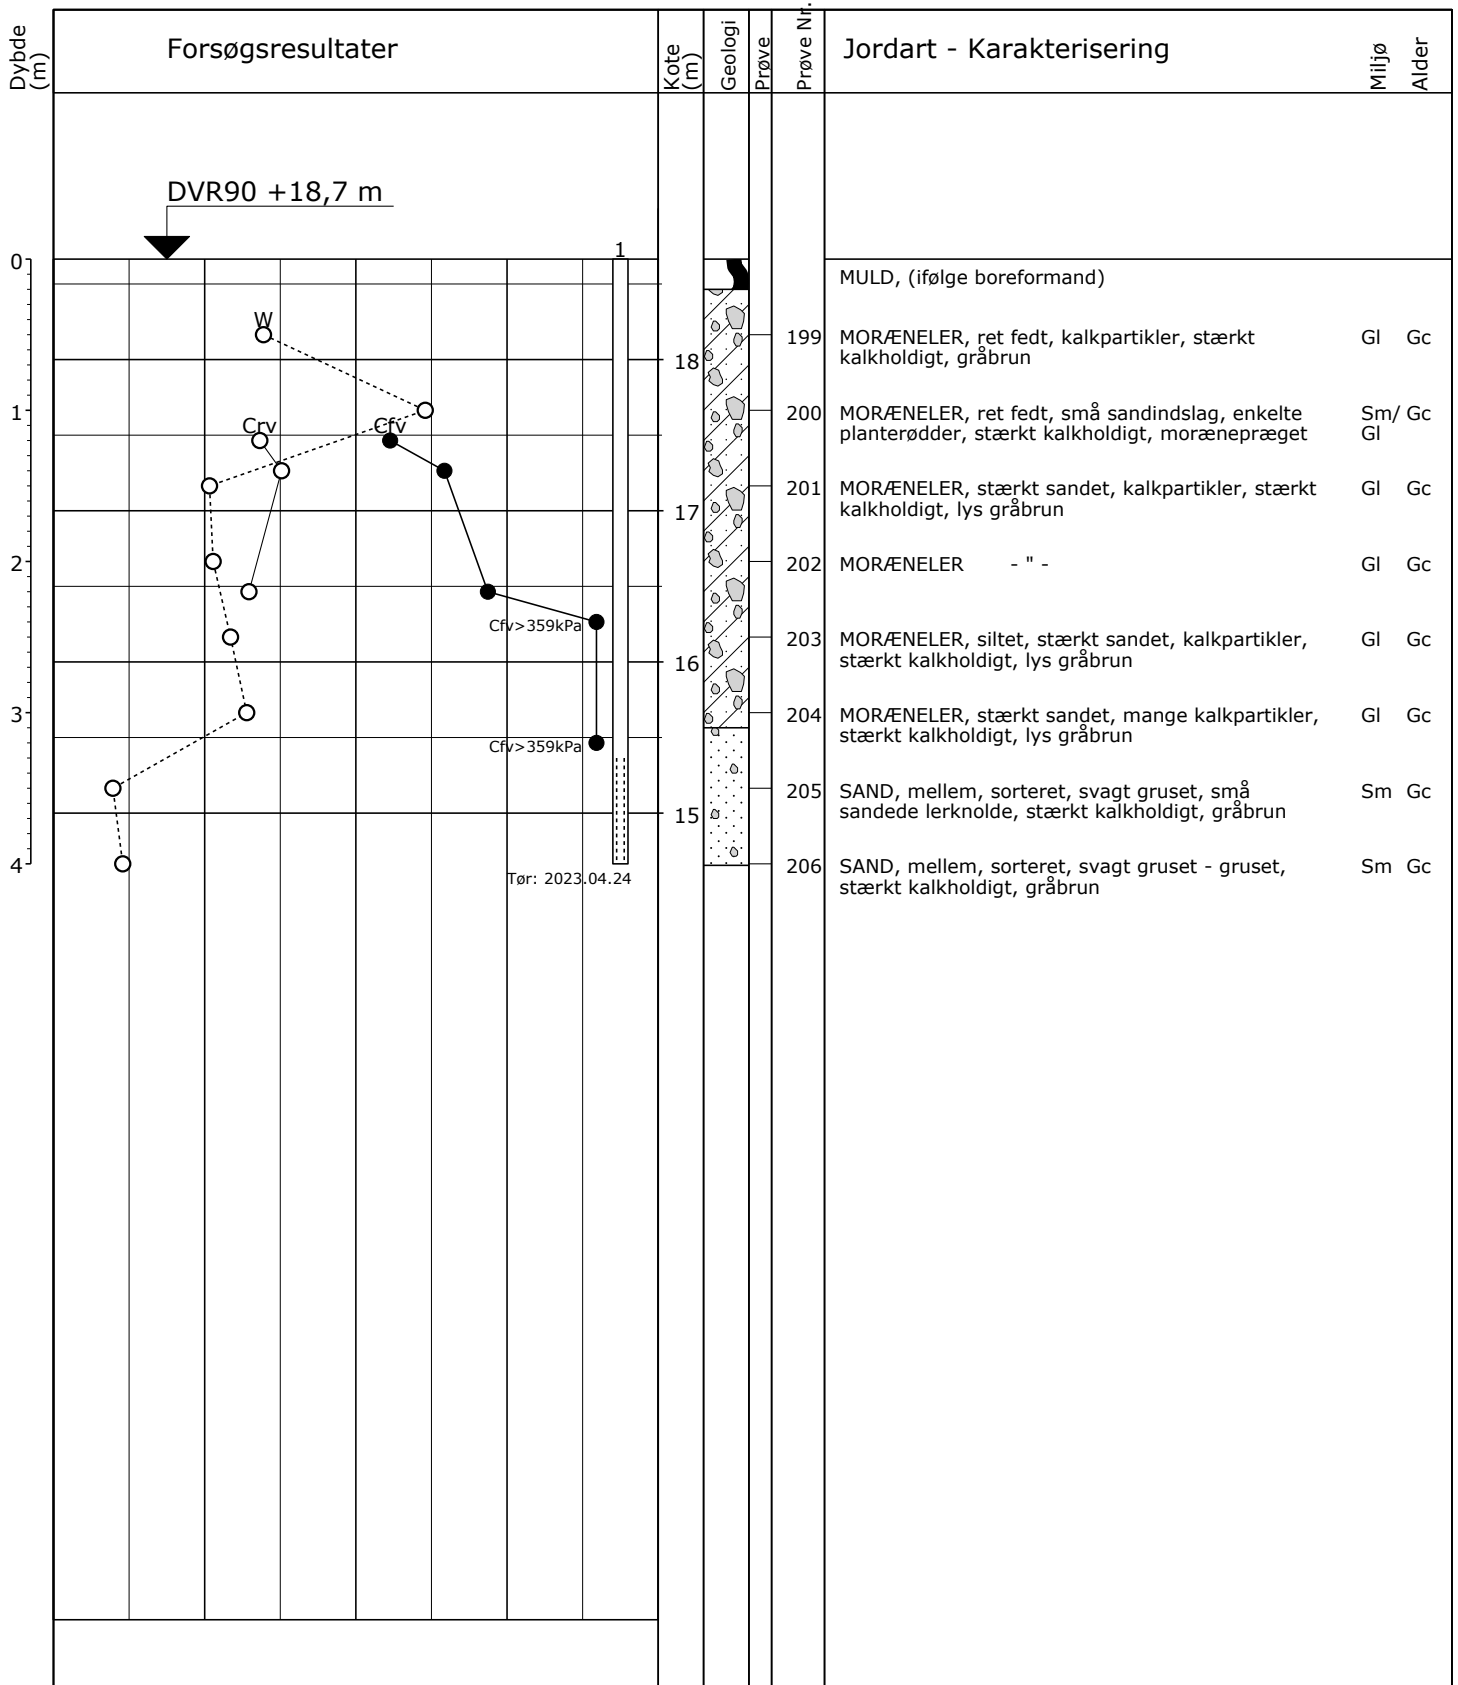 Dybde (m)
Forsøgsresultater
Kote (m)
Geologi
Prøve
Prøve Nr.
Jordart - Karakterisering
Miljø
Alder
DVR90 +18,7 m
1
0
MULD, (ifølge boreformand)
W
199 MORÆNELER, ret fedt, kalkpartikler, stærkt Gl Gc
kalkholdigt, gråbrun
18
1
200 MORÆNELER, ret fedt, små sandindslag, enkelte Sm/ Gc
planterødder, stærkt kalkholdigt, morænepræget Gl
Crv
Cfv
201 MORÆNELER, stærkt sandet, kalkpartikler, stærkt Gl Gc
kalkholdigt, lys gråbrun
17
2
202 MORÆNELER - " - Gl Gc
Cfv>359kPa
203 MORÆNELER, siltet, stærkt sandet, kalkpartikler, Gl Gc
stærkt kalkholdigt, lys gråbrun
16
3
204 MORÆNELER, stærkt sandet, mange kalkpartikler, Gl Gc
stærkt kalkholdigt, lys gråbrun
Cfv>359kPa
205 SAND, mellem, sorteret, svagt gruset, små Sm Gc
sandede lerknolde, stærkt kalkholdigt, gråbrun
15
4
206 SAND, mellem, sorteret, svagt gruset - gruset, Sm Gc
stærkt kalkholdigt, gråbrun
Tør: 2023.04.24